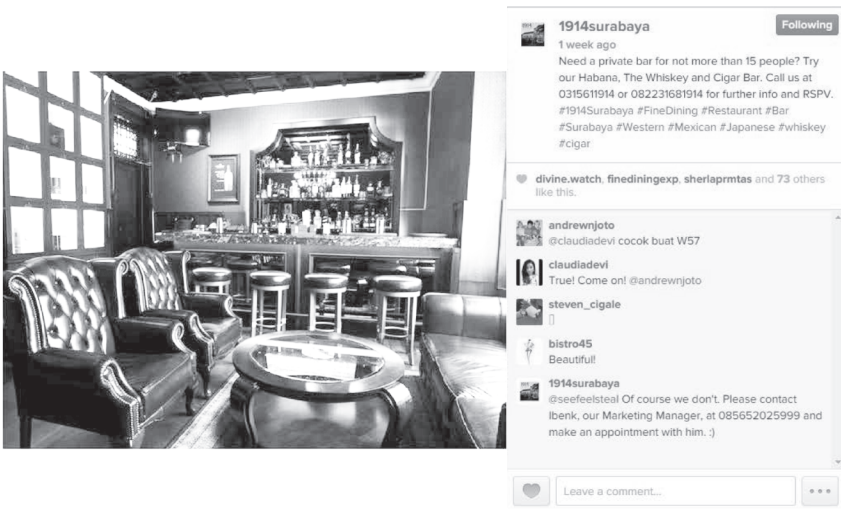 1914surabaya
Following
1 week ago
Need a private bar for not more than 15 people? Try
our Habana, The Whiskey and Cigar Bar. Call us at
0315611914 or 082231681914 for further info and RSPV.
#1914Surabaya #FineDining #Restaurant #Bar
#Surabaya #Western #Mexican #Japanese #whiskey
#cigar
divine.watch, finediningexp, sherlaprmtas and 73 others
like this.
andrewnjoto
@claudiadevi cocok buat W57
claudiadevi
True! Come on! @andrewnjoto
steven_cigale
bistro45
Beautiful!
1914surabaya
@seefeelsteal Of course we don't. Please contact
Ibenk, our Marketing Manager, at 085652025999 and
make an appointment with him. :)
Leave a comment...